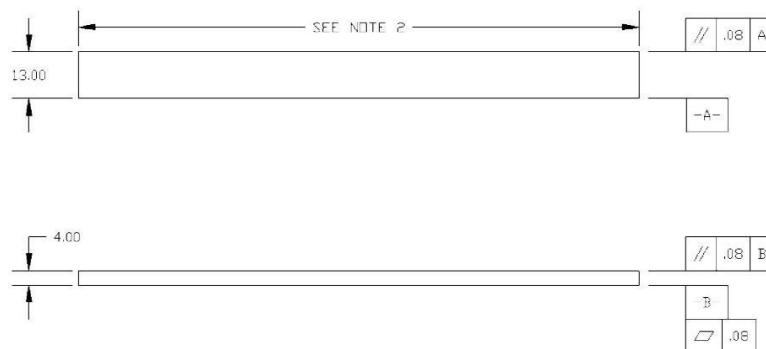 SEE NOTE 2
// .08 A
13.00
-A-
4.00
// .08 B
-B-
.08